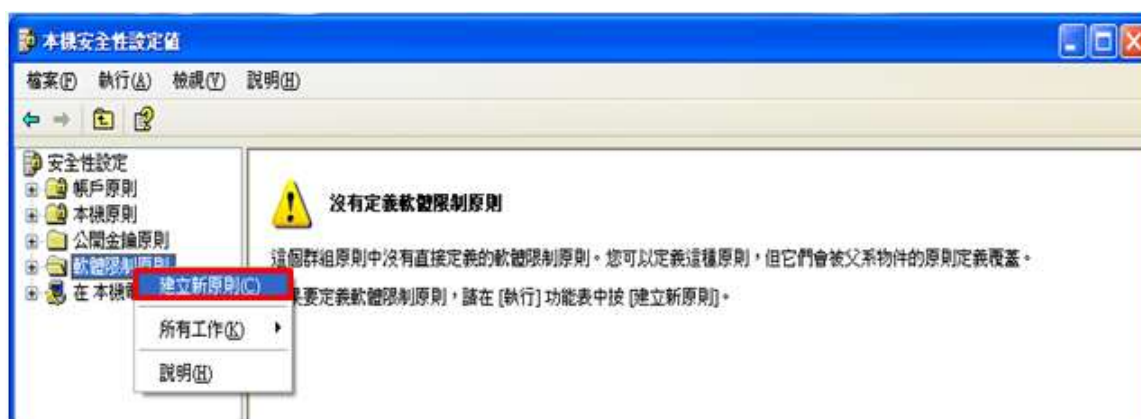 本機安全性設定值
檔案(F) 執行(A) 檢視(V) 說明(H)
安全性設定
帳戶原則
本機原則
公開金鑰原則
軟體限制原則
在 本機
建立新原則(C)
所有工作(K)
說明(H)
沒有定義軟體限制原則
這個群組原則中沒有直接定義的軟體限制原則。您可以定義這種原則，但它們會被父系物件的原則定義覆蓋。
果要定義軟體限制原則，請在 [執行] 功能表中按 [建立新原則]。